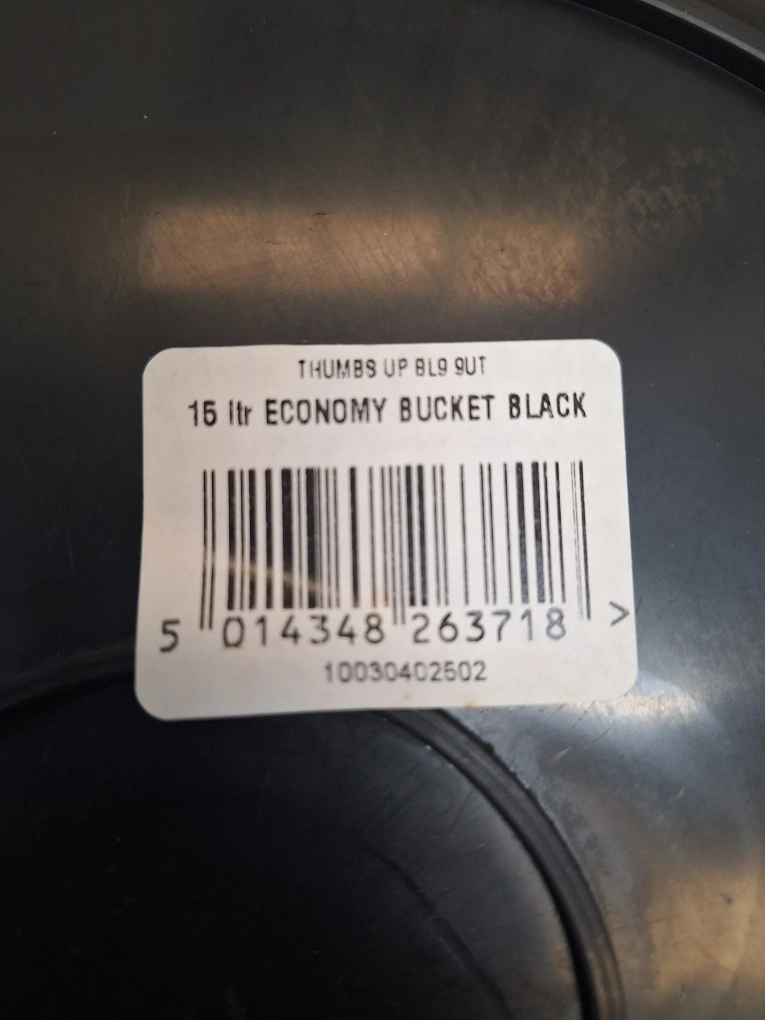 THUMBS UP BL9 9UT
15 ltr ECONOMY BUCKET BLACK
5 014348 263718 >
10030402502